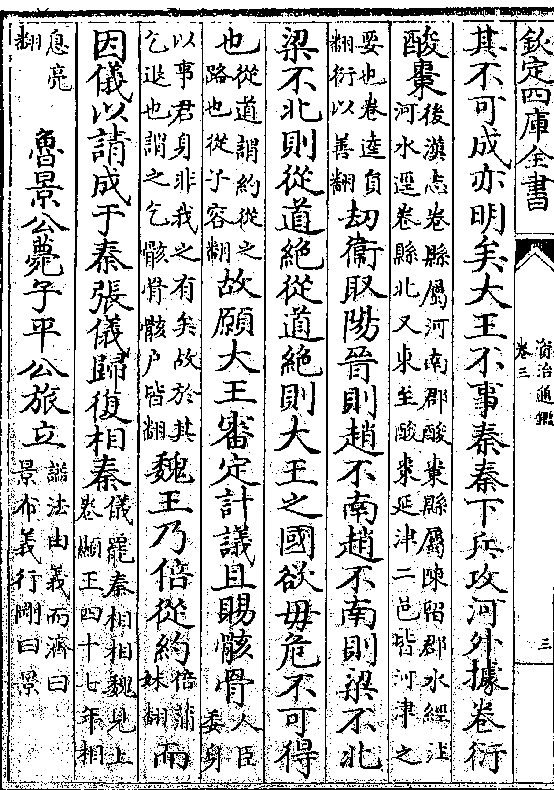 欽定四庫全書
資治通鑑
卷三
三
其不可成亦明矣大王不事秦秦下兵攻河外據卷衍
酸棗後漢志卷縣屬河南郡酸棗縣屬陳留郡水經注
河水逕卷縣北又東至酸棗延津二邑皆河津之
要也卷逵貟
翻衍以善翻劫衛取陽晉則趙不南趙不南則梁不北
梁不北則從道絶從道絶則大王之國欲毋危不可得
也從道謂約從之
路也從子容翻故願大王審定計議且賜骸骨人臣
委身
以事君身非我之有矣故於其
乞退也謂之乞骸骨骸户皆翻魏王乃倍從約倍蒲
妹翻而
因儀以請成于秦張儀歸復相秦儀罷秦相相魏見上
卷顯王四十七年相
息亮
翻魯景公薨子平公旅立諡法由義而濟曰
景布義行剛曰景